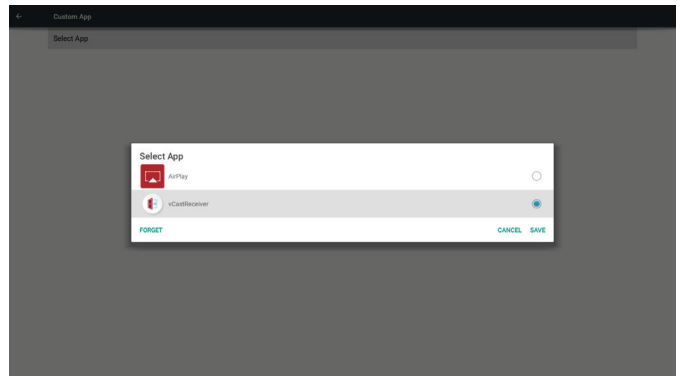 Custom App
Select App
Select App
AirPlay
vCastReceiver
FORGET
CANCEL SAVE